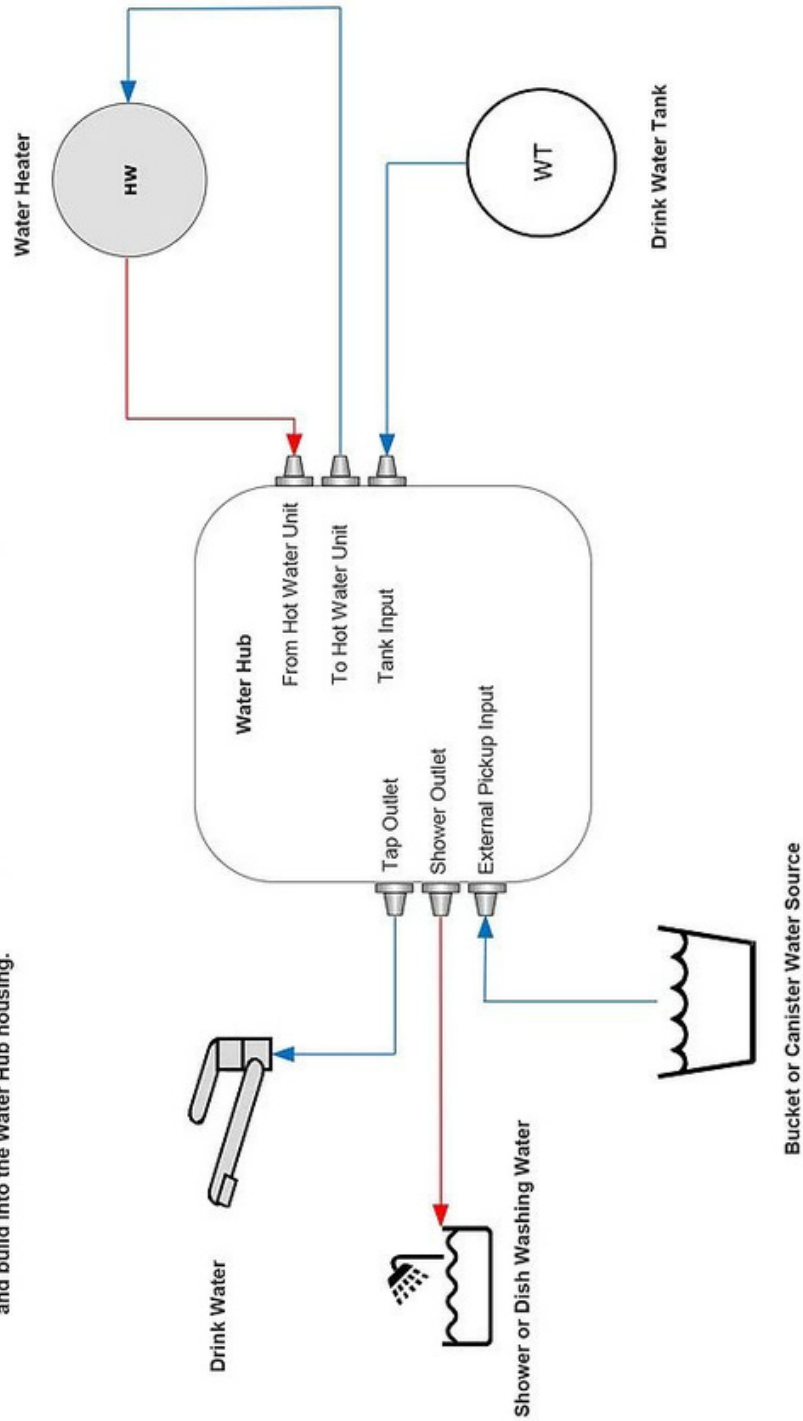 and build into the Water Hub housing.
Water Heater
HW
Drink Water
Water Hub
From Hot Water Unit
To Hot Water Unit
Tap Outlet
Tank Input
Shower Outlet
External Pickup Input
WT
Shower or Dish Washing Water
Drink Water Tank
Bucket or Canister Water Source